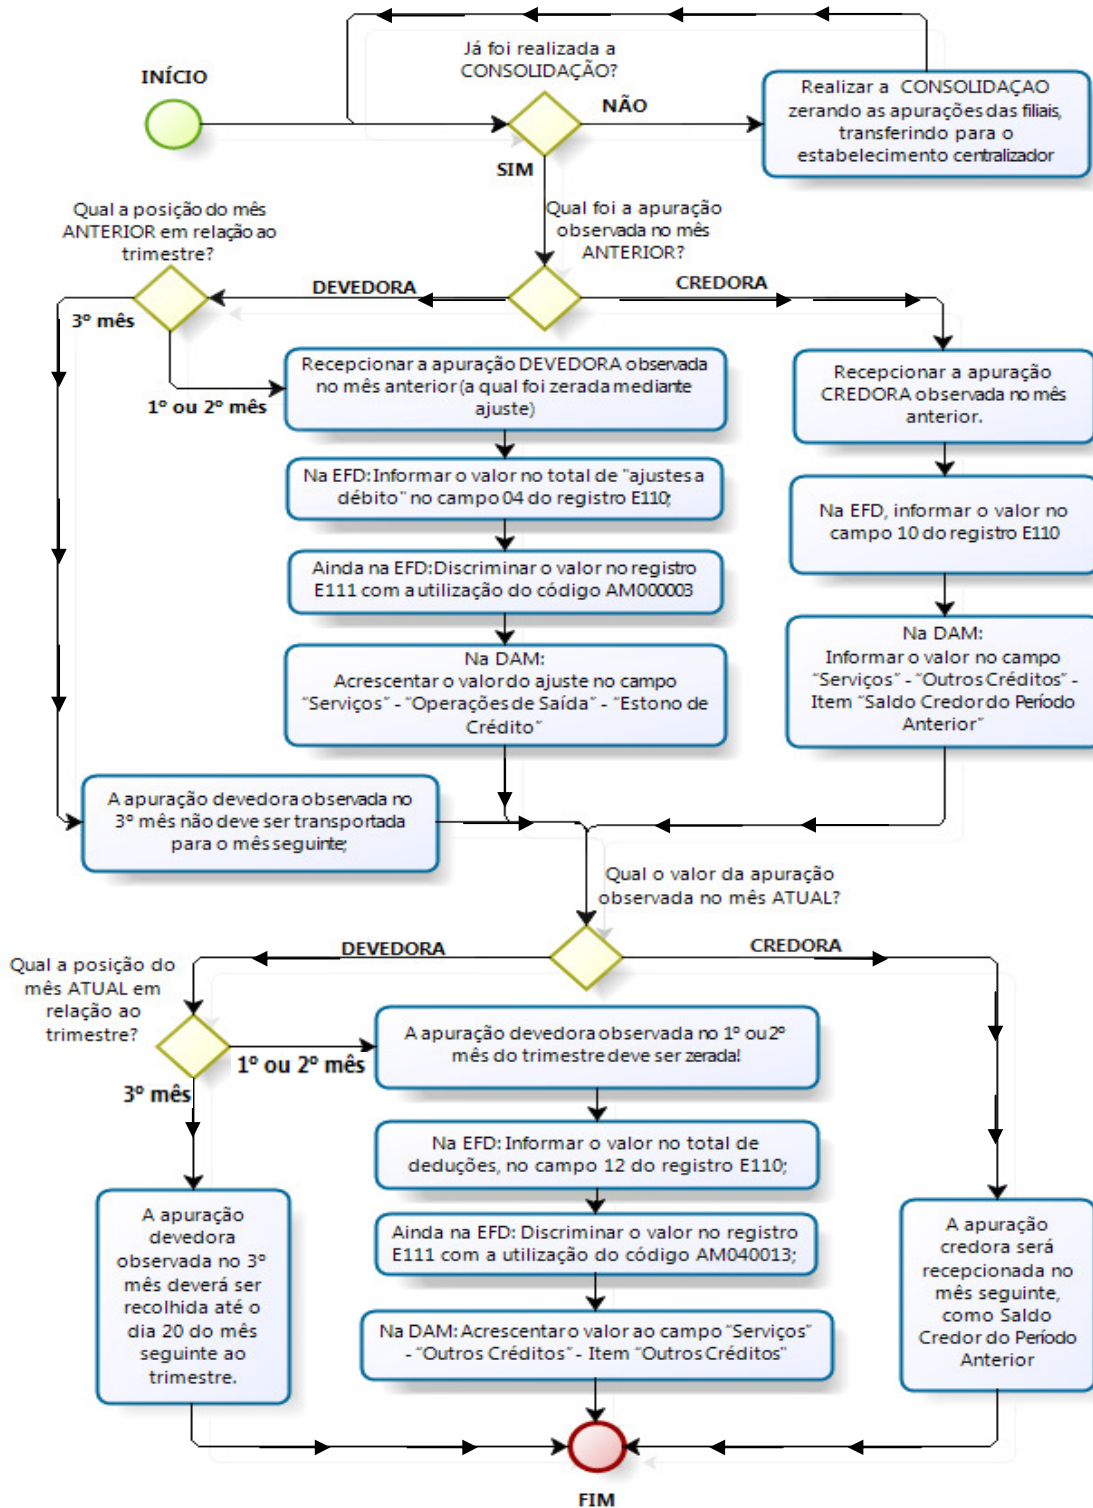 Já foi realizada a
CONSOLIDAÇÃO?
INÍCIO
NÃO
Realizar a CONSOLIDAÇAO
zerando as apurações das filiais,
transferindo para o
estabelecimento centralizador
SIM
Qual a posição do mês
ANTERIOR em relação ao
trimestre?
Qual foi a apuração
observada no mês
ANTERIOR?
DEVEDORA
CREDORA
3º mês
1º ou 2º mês
Recepcionar a apuração DEVEDORA observada
no mês anterior (a qual foi zerada mediante
ajuste)
Recepcionar a apuração
CREDORA observada no mês
anterior.
Na EFD: Informar o valor no total de "ajustes a
débito" no campo 04 do registro E110;
Na EFD, informar o valor no
campo 10 do registro E110
Ainda na EFD: Discriminar o valor no registro
E111 com a utilização do código AM000003
Na DAM:
Acrescentar o valor do ajuste no campo
"Serviços" - "Operações de Saída" - "Estono de
Crédito"
Na DAM:
Informar o valor no campo
"Serviços" - "Outros Créditos" -
Item "Saldo Credor do Período
Anterior"
A apuração devedora observada no
3º mês não deve ser transportada
para o mês seguinte;
Qual o valor da apuração
observada no mês ATUAL?
DEVEDORA
CREDORA
Qual a posição do
mês ATUAL em
relação ao
trimestre?
1º ou 2º mês
3º mês
A apuração devedora observada no 1º ou 2º
mês do trimestre deve ser zerada!
Na EFD: Informar o valor no total de
deduções, no campo 12 do registro E110;
Ainda na EFD: Discriminar o valor no registro
E111 com a utilização do código AM040013;
Na DAM: Acrescentar o valor ao campo "Serviços"
- "Outros Créditos" - Item "Outros Créditos"
A apuração
devedora
observada no 3º
mês deverá ser
recolhida até o
dia 20 do mês
seguinte ao
trimestre.
A apuração
credora será
recepcionada no
mês seguinte,
como Saldo
Credor do Período
Anterior
FIM